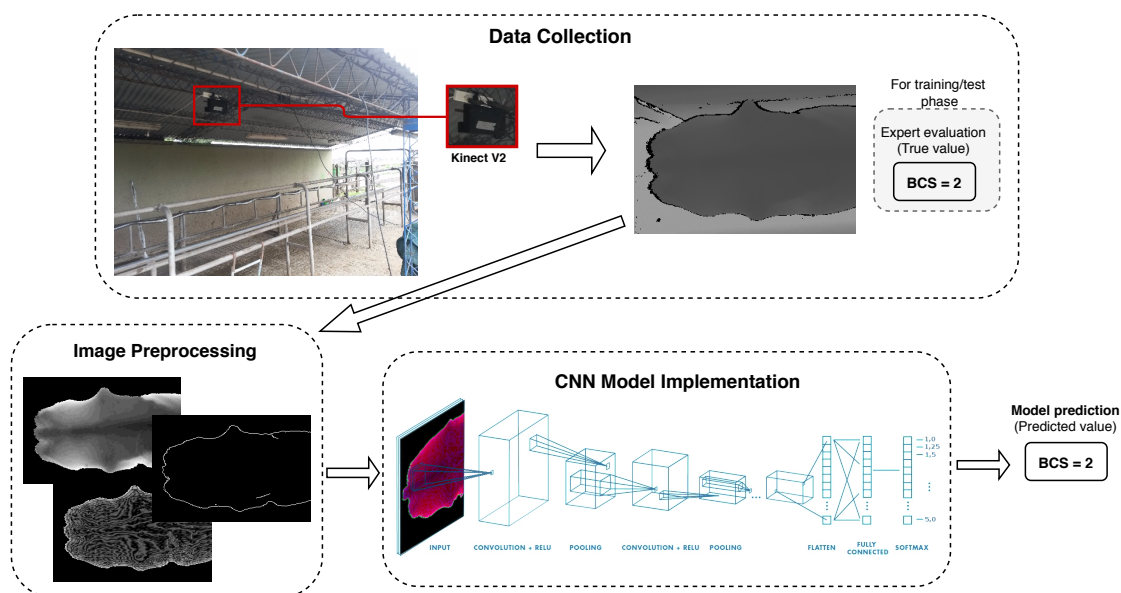 Data Collection
Kinect V2
For training/test
phase
Expert evaluation
(True value)
BCS = 2
Image Preprocessing
CNN Model Implementation
1,0
1,25
1,5
5,0
INPUT
CONVOLUTION + RELU
POOLING
CONVOLUTION + RELU
POOLING
...
FLATTEN
FULLY
CONNECTED
SOFTMAX
Model prediction
(Predicted value)
BCS = 2